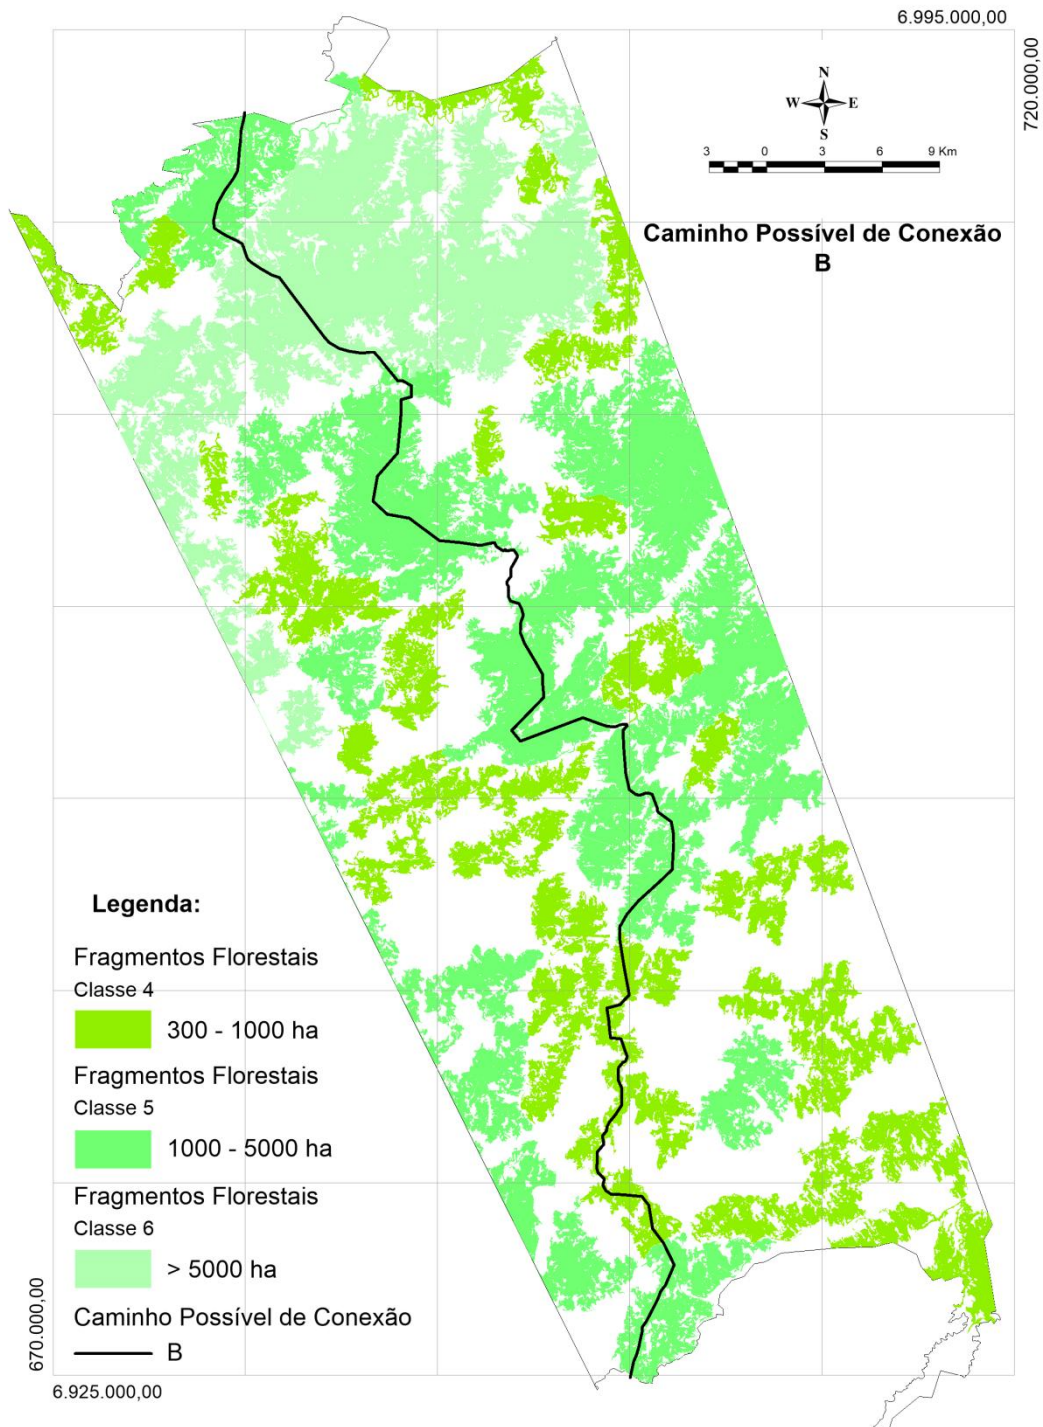 6.995.000,00
720.000,00
N
W E
S
3 0 3 6 9 Km
Caminho Possível de Conexão
B
Legenda:
Fragmentos Florestais
Classe 4
300 - 1000 ha
Fragmentos Florestais
Classe 5
1000 - 5000 ha
Fragmentos Florestais
Classe 6
> 5000 ha
Caminho Possível de Conexão
B
670.000,00
6.925.000,00